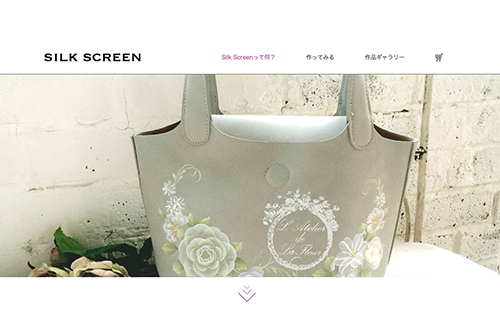 SILK SCREEN
Silk Screenって何？
作ってみる
作品ギャラリー
L'Atelier
de
La Fleur